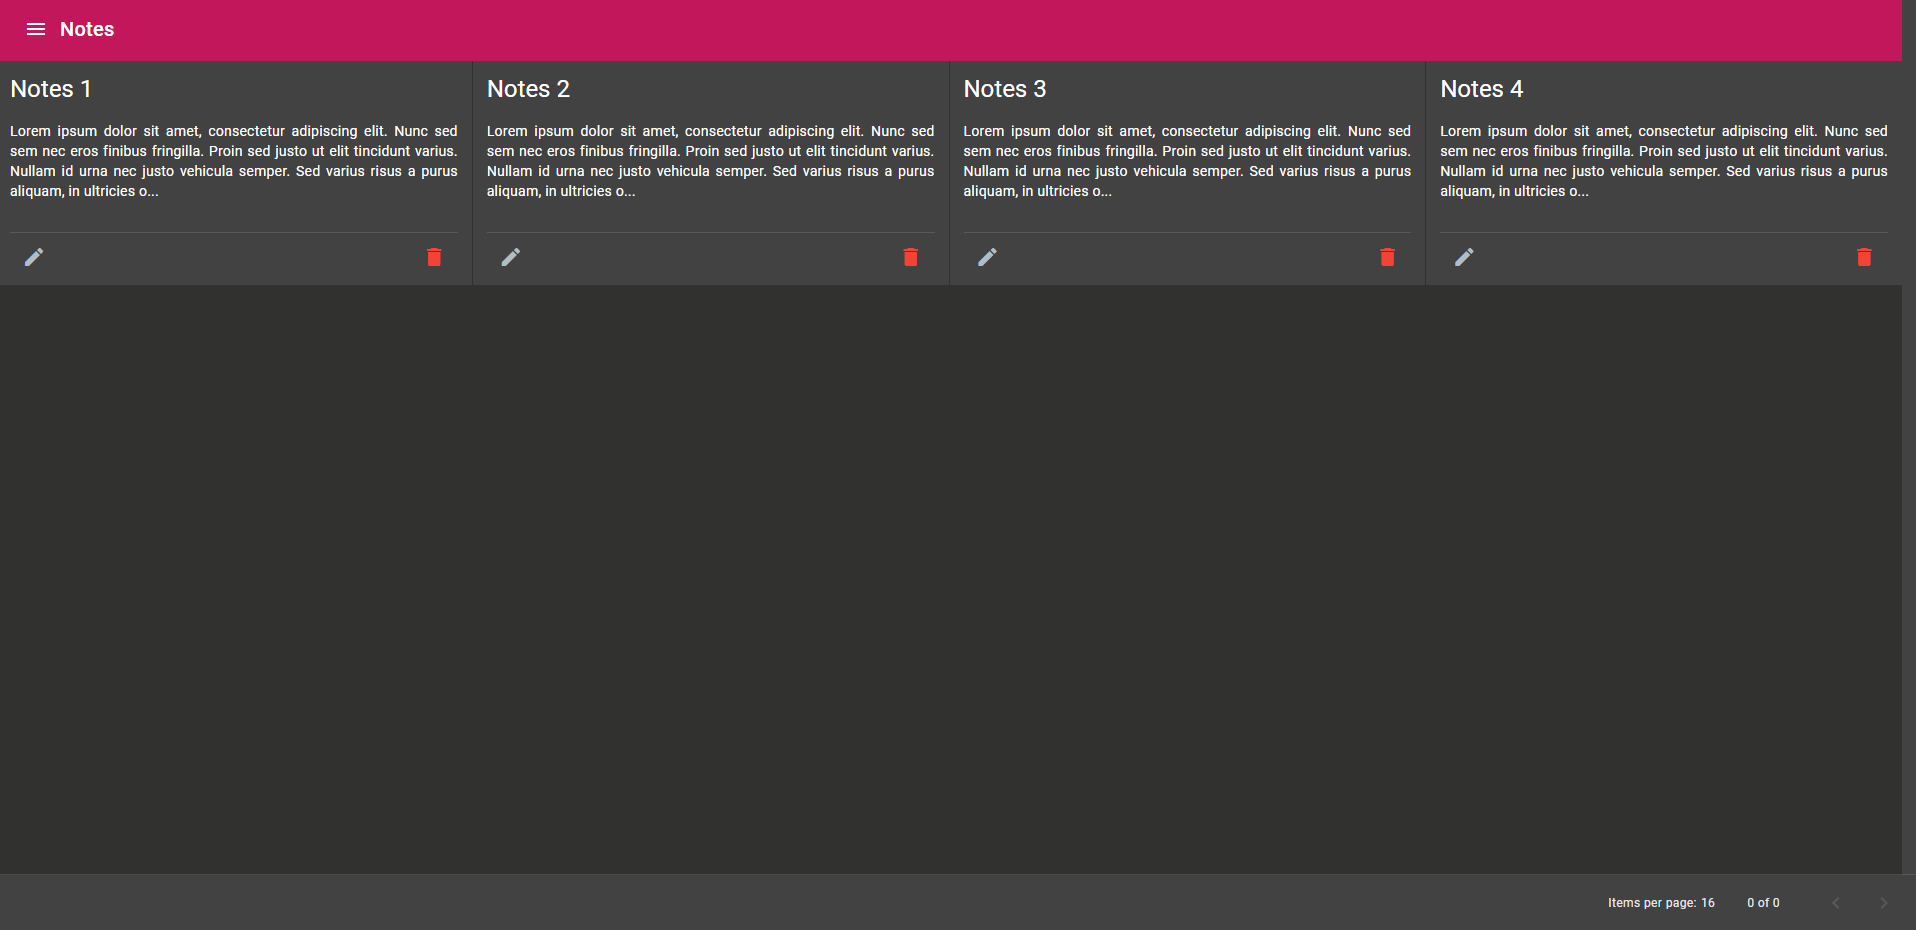 Notes
Notes 1
Lorem ipsum dolor sit amet, consectetur adipiscing elit. Nunc sed
sem nec eros finibus fringilla. Proin sed justo ut elit tincidunt varius.
Nullam id urna nec justo vehicula semper. Sed varius risus a purus
aliquam, in ultricies o...
Notes 2
Lorem ipsum dolor sit amet, consectetur adipiscing elit. Nunc sed
sem nec eros finibus fringilla. Proin sed justo ut elit tincidunt varius.
Nullam id urna nec justo vehicula semper. Sed varius risus a purus
aliquam, in ultricies o...
Notes 3
Lorem ipsum dolor sit amet, consectetur adipiscing elit. Nunc sed
sem nec eros finibus fringilla. Proin sed justo ut elit tincidunt varius.
Nullam id urna nec justo vehicula semper. Sed varius risus a purus
aliquam, in ultricies o...
Notes 4
Lorem ipsum dolor sit amet, consectetur adipiscing elit. Nunc sed
sem nec eros finibus fringilla. Proin sed justo ut elit tincidunt varius.
Nullam id urna nec justo vehicula semper. Sed varius risus a purus
aliquam, in ultricies o...
Items per page: 16 0 of 0